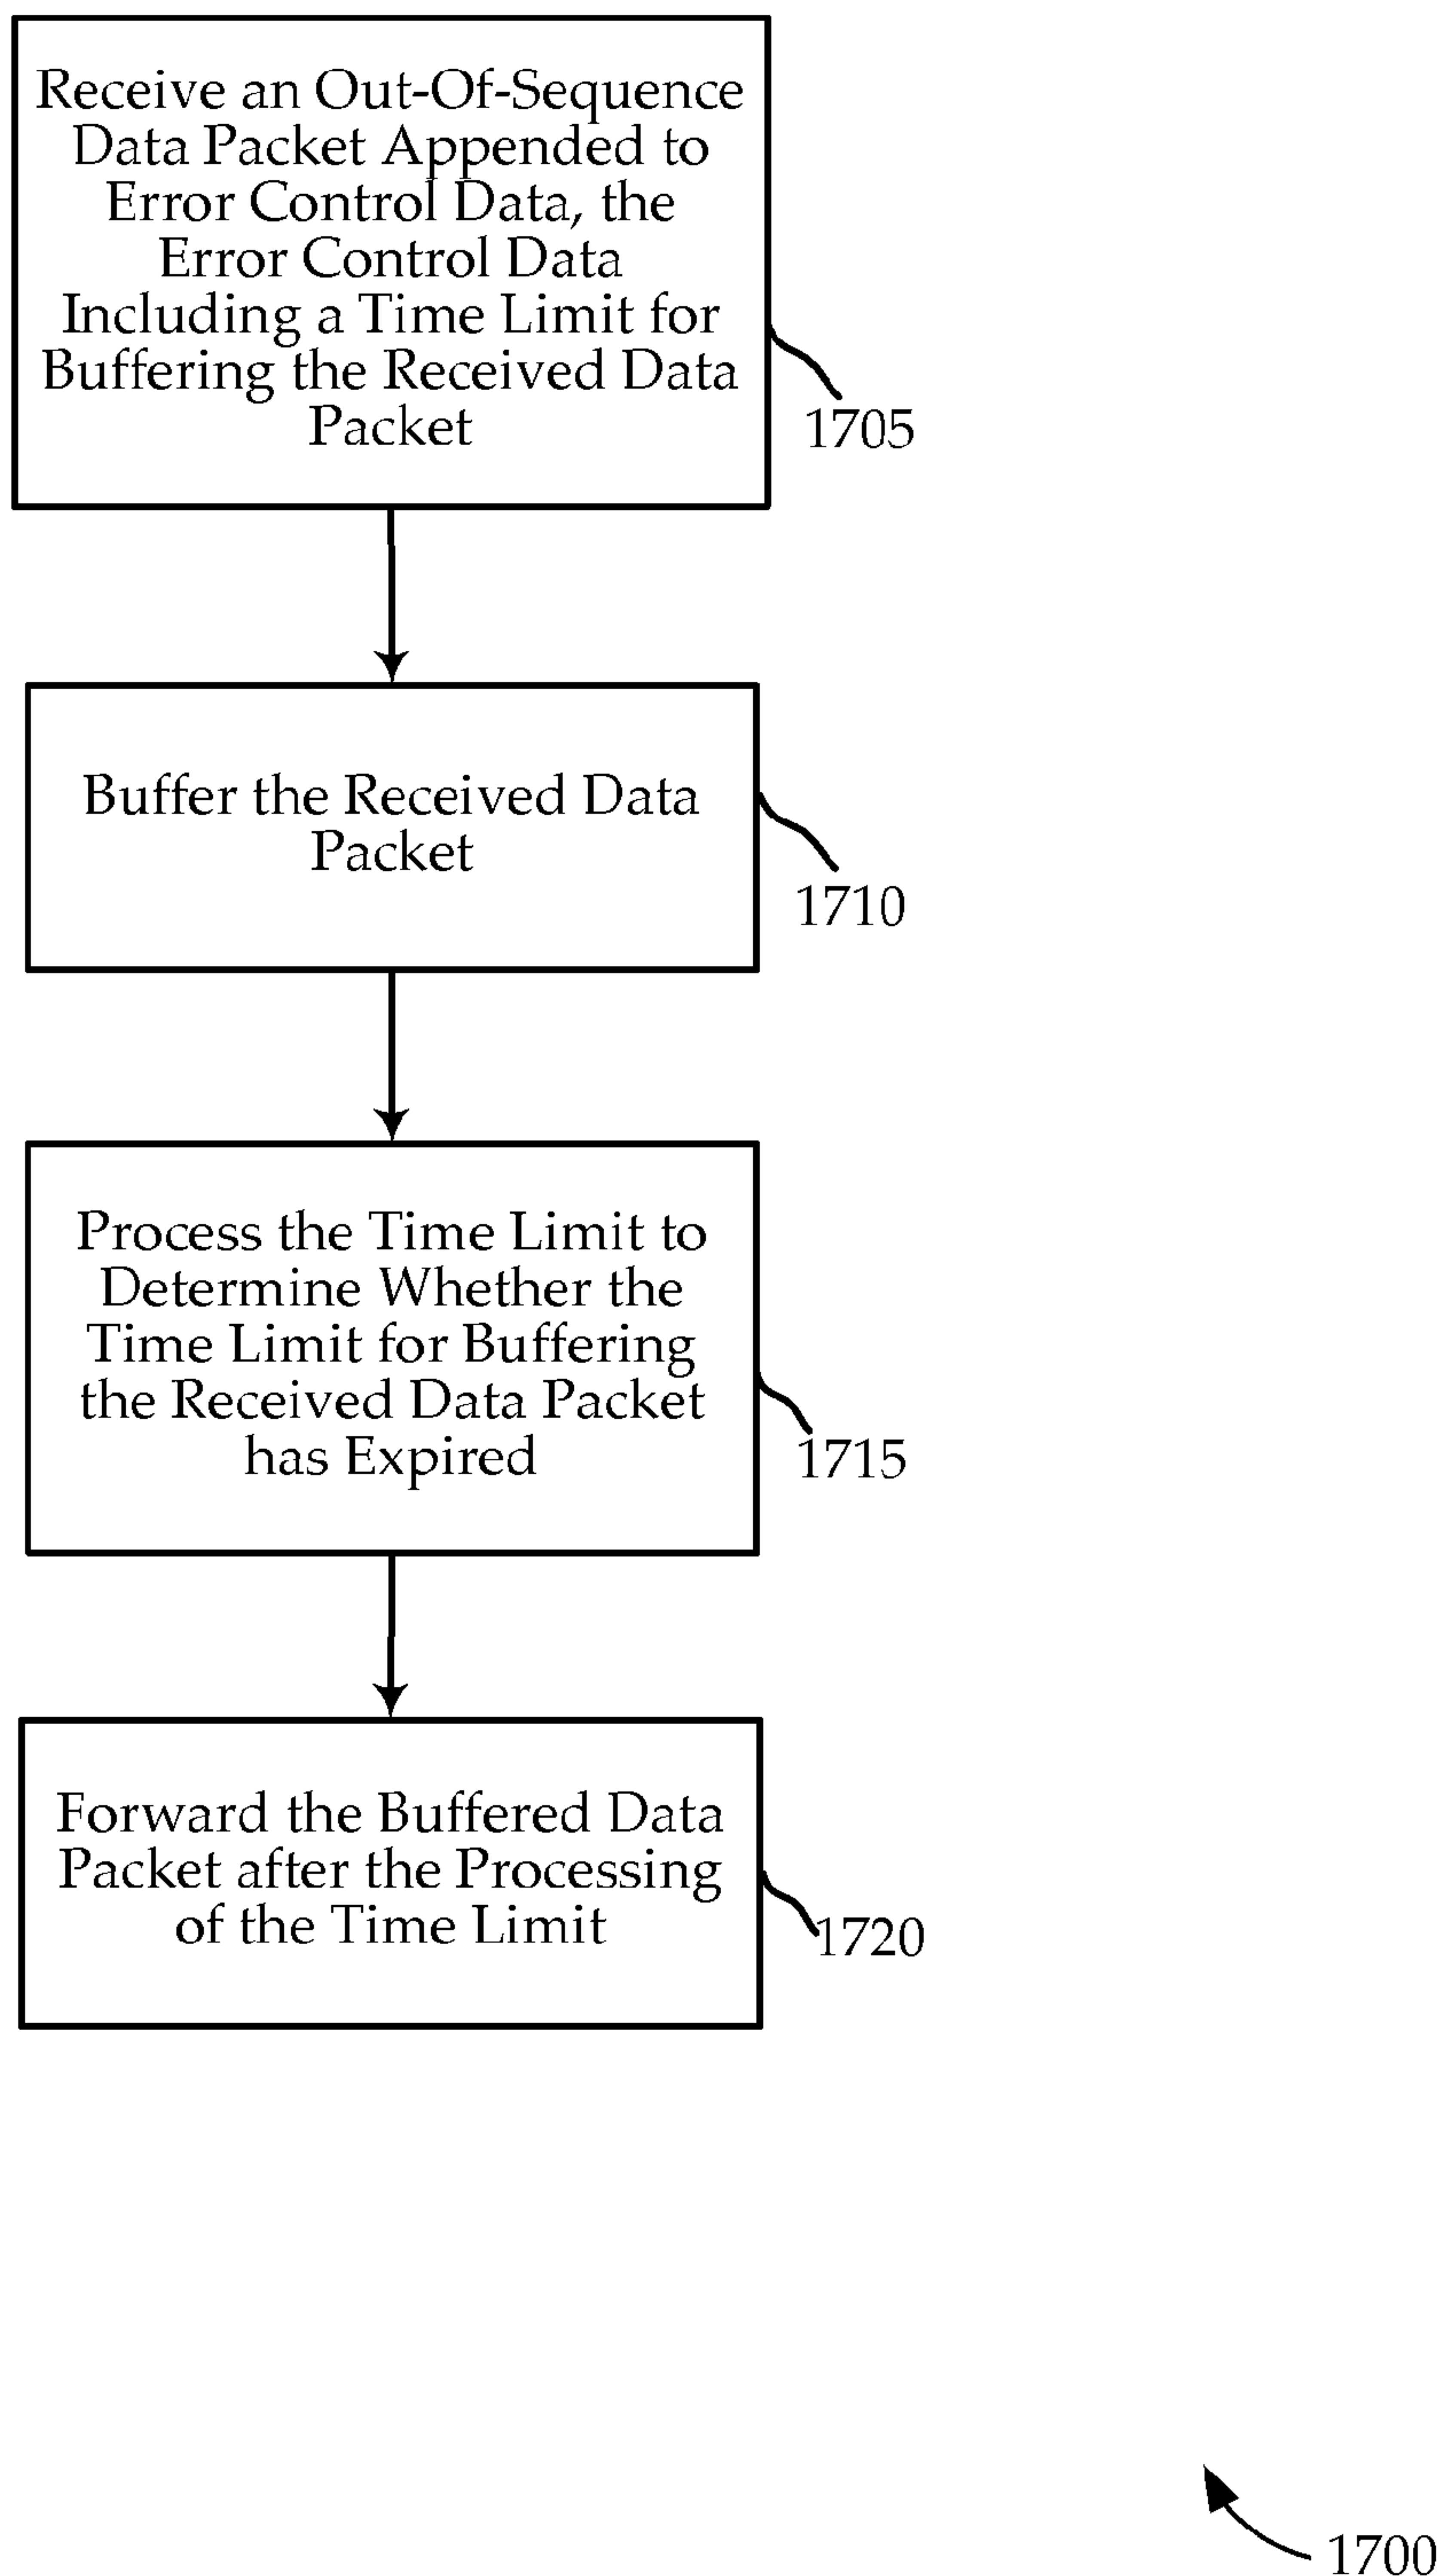 Receive an Out-Of-Sequence
Data Packet Appended to
Error Control Data, the
Error Control Data
Including a Time Limit for
Buffering the Received Data
Packet
1705
Buffer the Received Data
Packet
1710
Process the Time Limit to
Determine Whether the
Time Limit for Buffering
the Received Data Packet
has Expired
1715
Forward the Buffered Data
Packet after the Processing
of the Time Limit
1720
1700